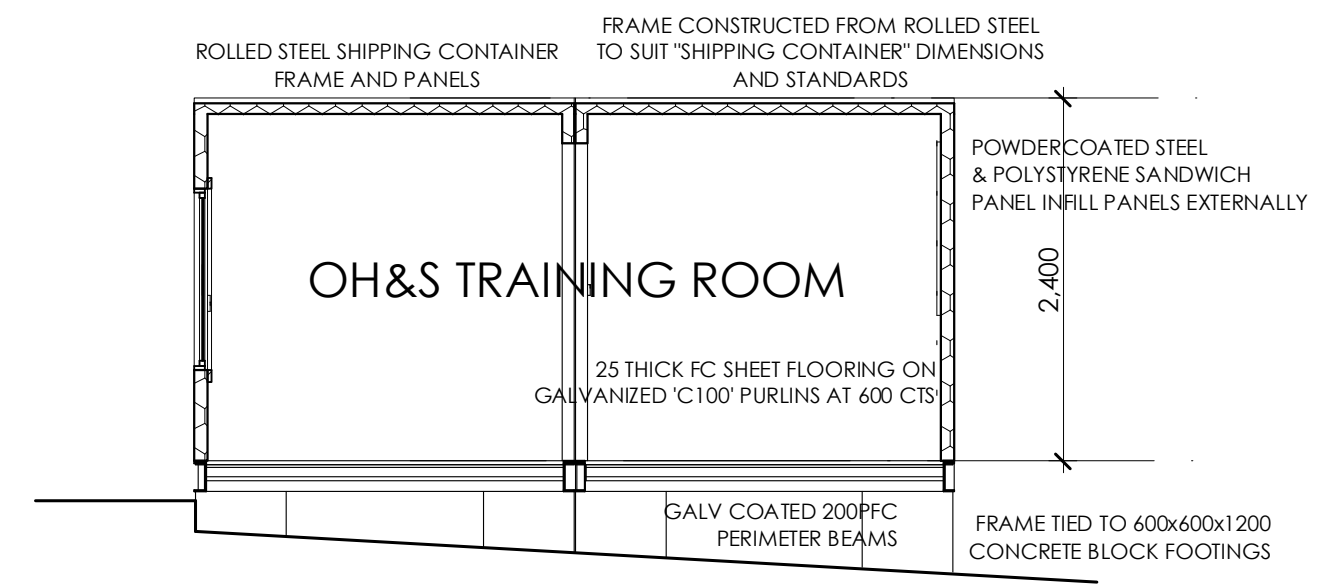 ROLLED STEEL SHIPPING CONTAINER
FRAME AND PANELS
FRAME CONSTRUCTED FROM ROLLED STEEL
TO SUIT "SHIPPING CONTAINER" DIMENSIONS
AND STANDARDS
POWDERCOATED STEEL
& POLYSTYRENE SANDWICH
PANEL INFILL PANELS EXTERNALLY
OH&S TRAINING ROOM
2,400
25 THICK FC SHEET FLOORING ON
GALVANIZED 'C100' PURLINS AT 600 CTS
GALV COATED 200PFC
PERIMETER BEAMS
FRAME TIED TO 600x600x1200
CONCRETE BLOCK FOOTINGS